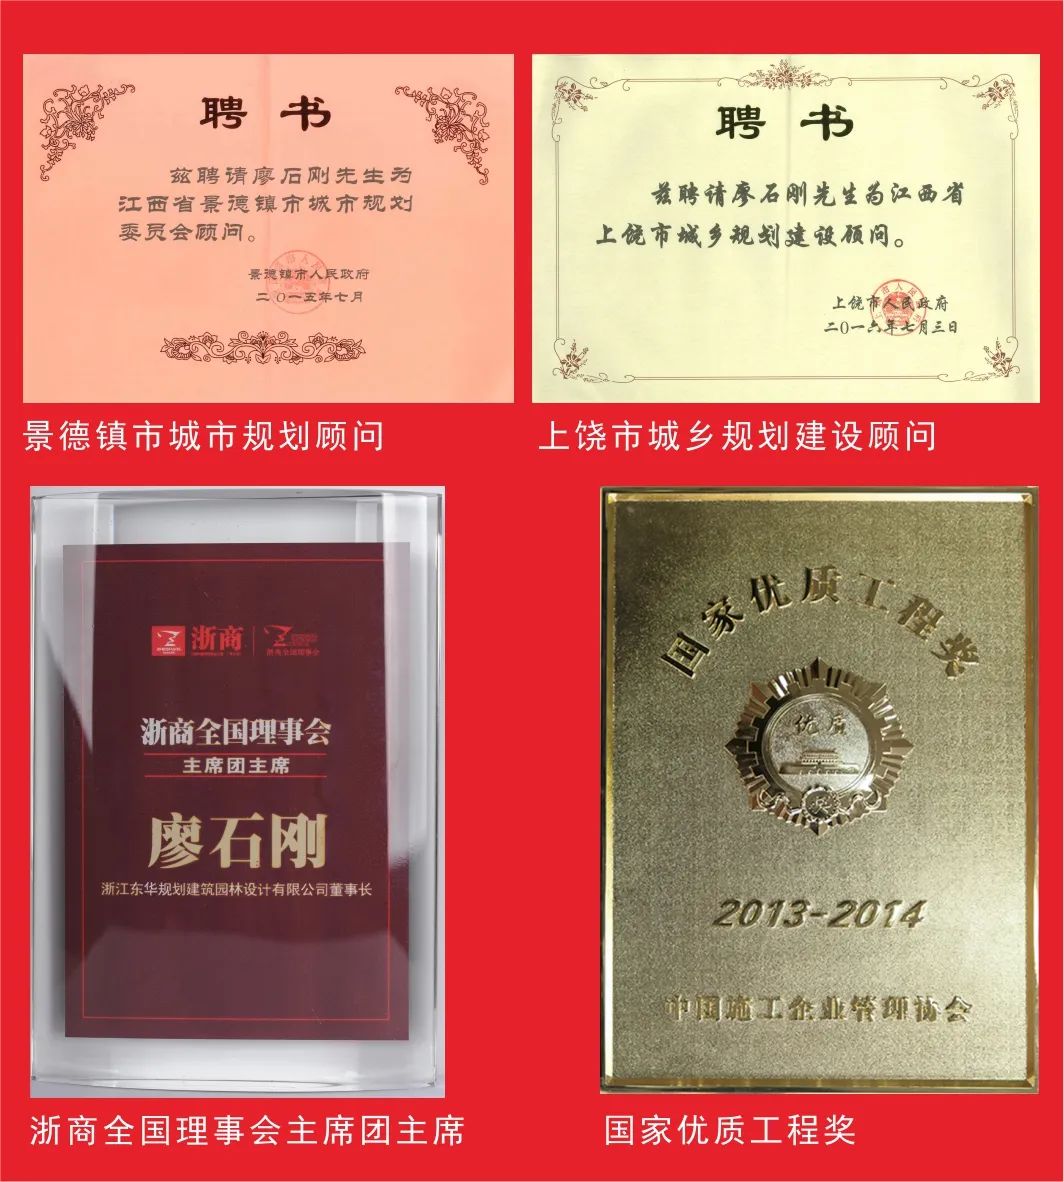 聘书
兹聘请廖石刚先生为
江西省景德镇市城市规划
委员会顾问。
景德镇市人民政府
二〇一五年七月
景德镇市城市规划顾问
聘书
兹聘请廖石刚先生为江西省
上饶市城乡规划建设顾问。
上饶市人民政府
二〇一六年七月三日
上饶市城乡规划建设顾问
浙商
浙商全国理事会
浙商全国理事会
主席团主席
廖石刚
浙江东华规划建筑园林设计有限公司董事长
浙商全国理事会主席团主席
国家优质工程奖
优质
2013-2014
中国施工企业管理协会
国家优质工程奖